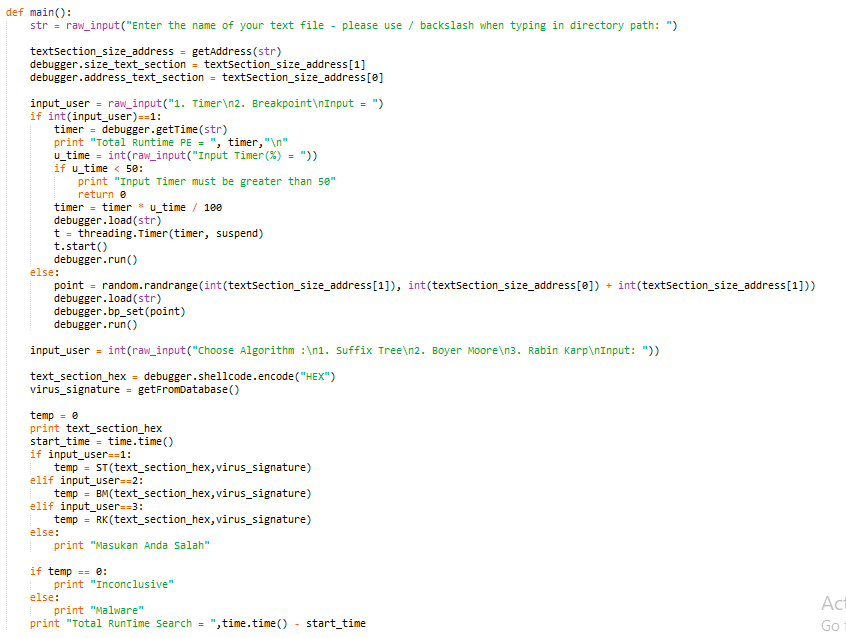 def main():
    str = raw_input("Enter the name of your text file - please use / backslash when typing in directory path: ")
    textSection_size_address = getAddress(str)
    debugger.size_text_section = textSection_size_address[1]
    debugger.address_text_section = textSection_size_address[0]
    input_user = raw_input("1. Timer\n2. Breakpoint\nInput = ")
    if int(input_user)==1:
        timer = debugger.getTime(str)
        print "Total Runtime PE = ", timer,"\n"
        u_time = int(raw_input("Input Timer(%) = "))
        if u_time < 50:
            print "Input Timer must be greater than 50"
            return 0
        timer = timer * u_time / 100
        debugger.load(str)
        t = threading.Timer(timer, suspend)
        t.start()
        debugger.run()
    else:
        point = random.randrange(int(textSection_size_address[1]), int(textSection_size_address[0]) + int(textSection_size_address[1]))
        debugger.load(str)
        debugger.bp_set(point)
        debugger.run()
    input_user = int(raw_input("Choose Algorithm :\n1. Suffix Tree\n2. Boyer Moore\n3. Rabin Karp\nInput: "))
    text_section_hex = debugger.shellcode.encode("HEX")
    virus_signature = getFromDatabase()
    temp = 0
    print text_section_hex
    start_time = time.time()
    if input_user==1:
        temp = ST(text_section_hex,virus_signature)
    elif input_user==2:
        temp = BM(text_section_hex,virus_signature)
    elif input_user==3:
        temp = RK(text_section_hex,virus_signature)
    else:
        print "Masukan Anda Salah"
    if temp == 0:
        print "Inconclusive"
    else:
        print "Malware"
    print "Total RunTime Search = ",time.time() - start_time
Go